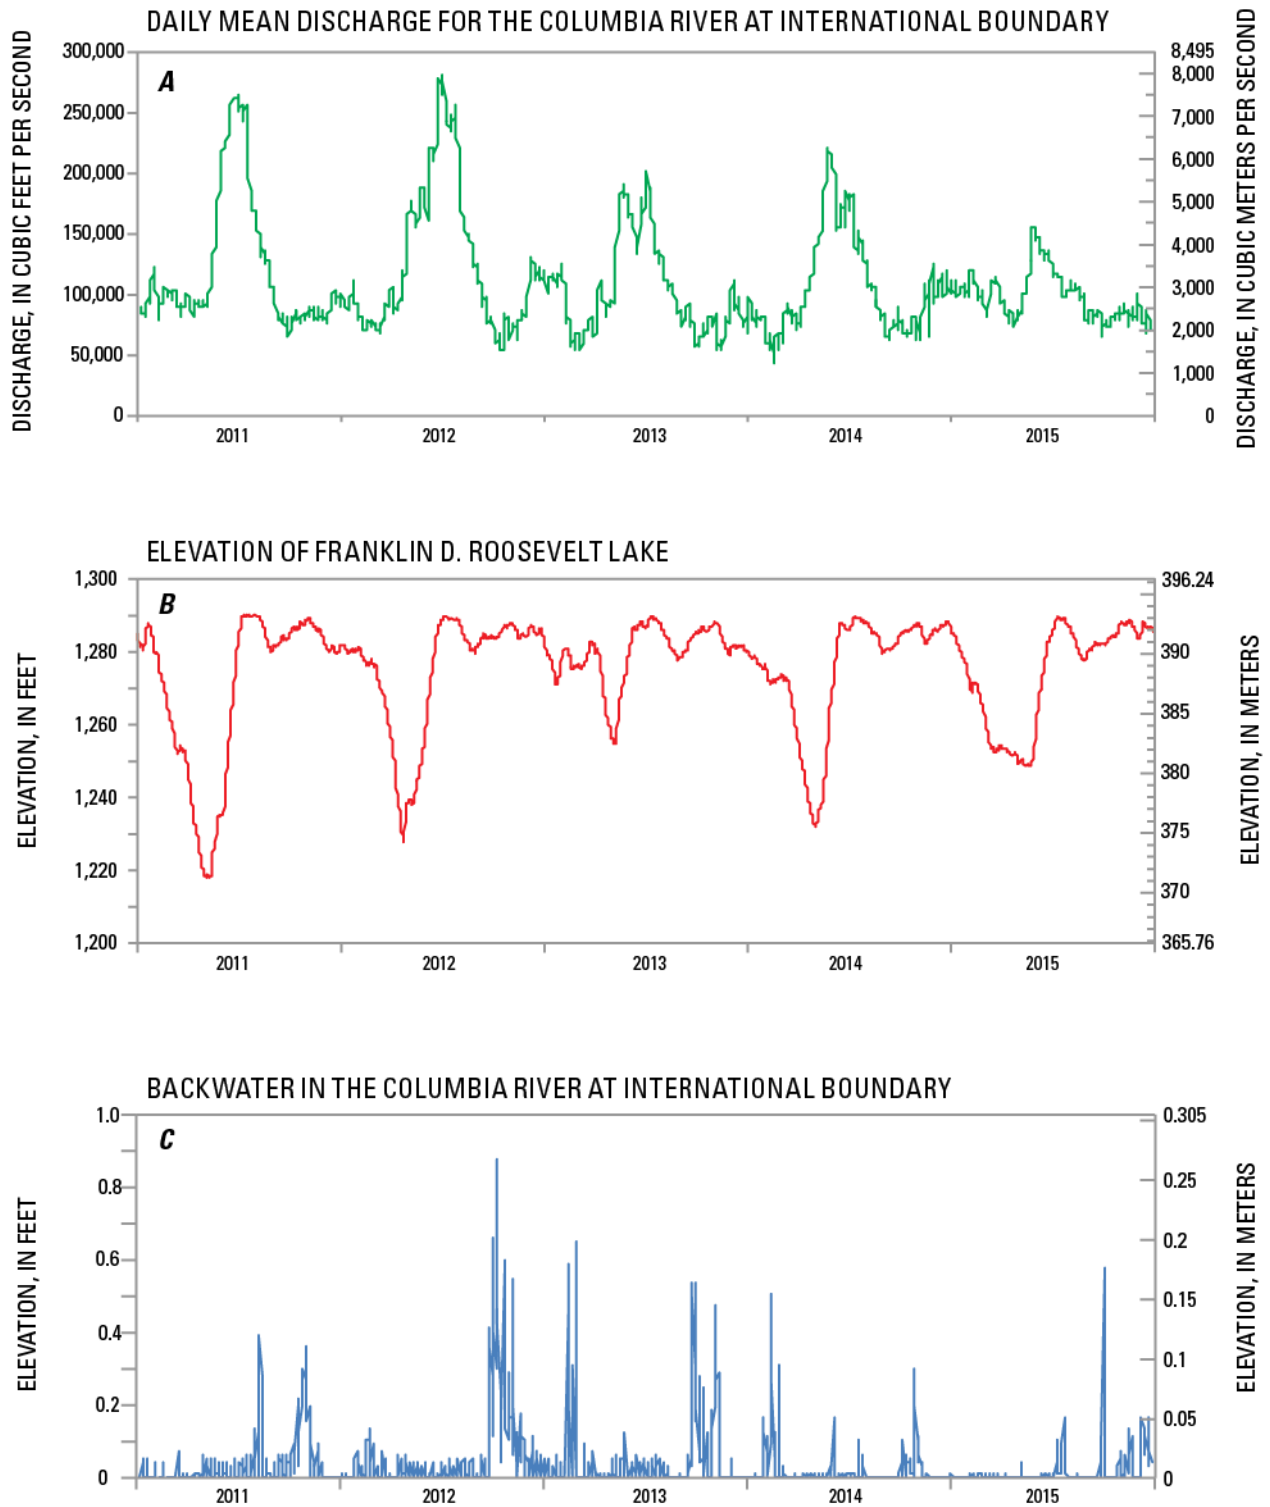 DAILY MEAN DISCHARGE FOR THE COLUMBIA RIVER AT INTERNATIONAL BOUNDARY
A
DISCHARGE, IN CUBIC FEET PER SECOND
300,000
250,000
200,000
150,000
100,000
50,000
0
8,495
8,000
7,000
6,000
5,000
4,000
3,000
2,000
1,000
0
DISCHARGE, IN CUBIC METERS PER SECOND
2011 2012 2013 2014 2015
ELEVATION OF FRANKLIN D. ROOSEVELT LAKE
B
ELEVATION, IN FEET
1,300
1,280
1,260
1,240
1,220
1,200
396.24
390
385
380
375
370
365.76
ELEVATION, IN METERS
2011 2012 2013 2014 2015
BACKWATER IN THE COLUMBIA RIVER AT INTERNATIONAL BOUNDARY
C
ELEVATION, IN FEET
1.0
0.8
0.6
0.4
0.2
0
0.305
0.25
0.2
0.15
0.1
0.05
0
ELEVATION, IN METERS
2011 2012 2013 2014 2015